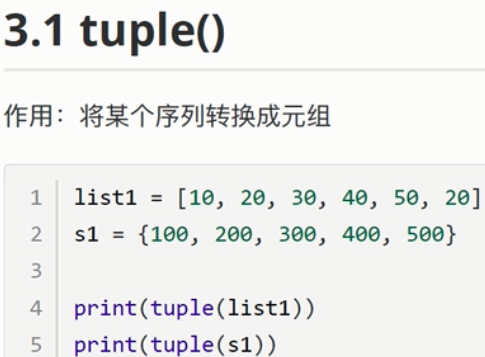 3.1 tuple()
作用：将某个序列转换成元组
1 list1 = [10, 20, 30, 40, 50, 20]
2 s1 = {100, 200, 300, 400, 500}
3
4 print(tuple(list1))
5 print(tuple(s1))